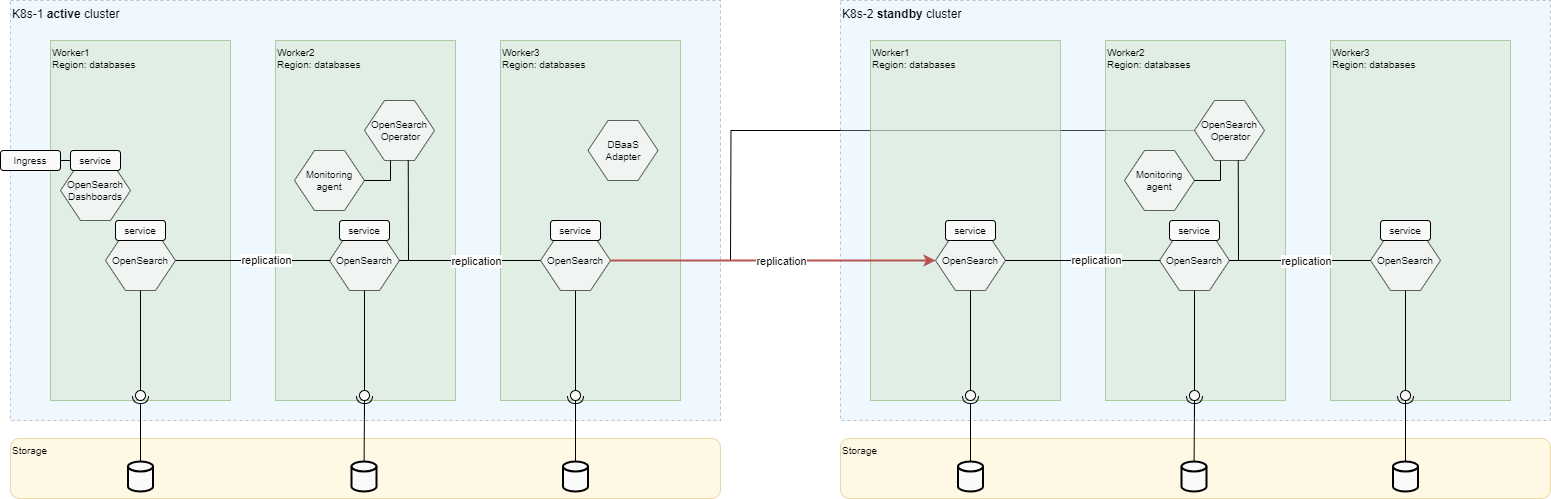 K8s-1 active cluster
Worker1
Region: databases
Worker2
Region: databases
Worker3
Region: databases
OpenSearch
Operator
DBaaS
Adapter
Ingress
service
OpenSearch
Dashboards
Monitoring
agent
service
service
service
OpenSearch
replication
OpenSearch
replication
OpenSearch
replication
Storage
K8s-2 standby cluster
Worker1
Region: databases
Worker2
Region: databases
Worker3
Region: databases
OpenSearch
Operator
Monitoring
agent
service
service
service
OpenSearch
replication
OpenSearch
replication
OpenSearch
Storage